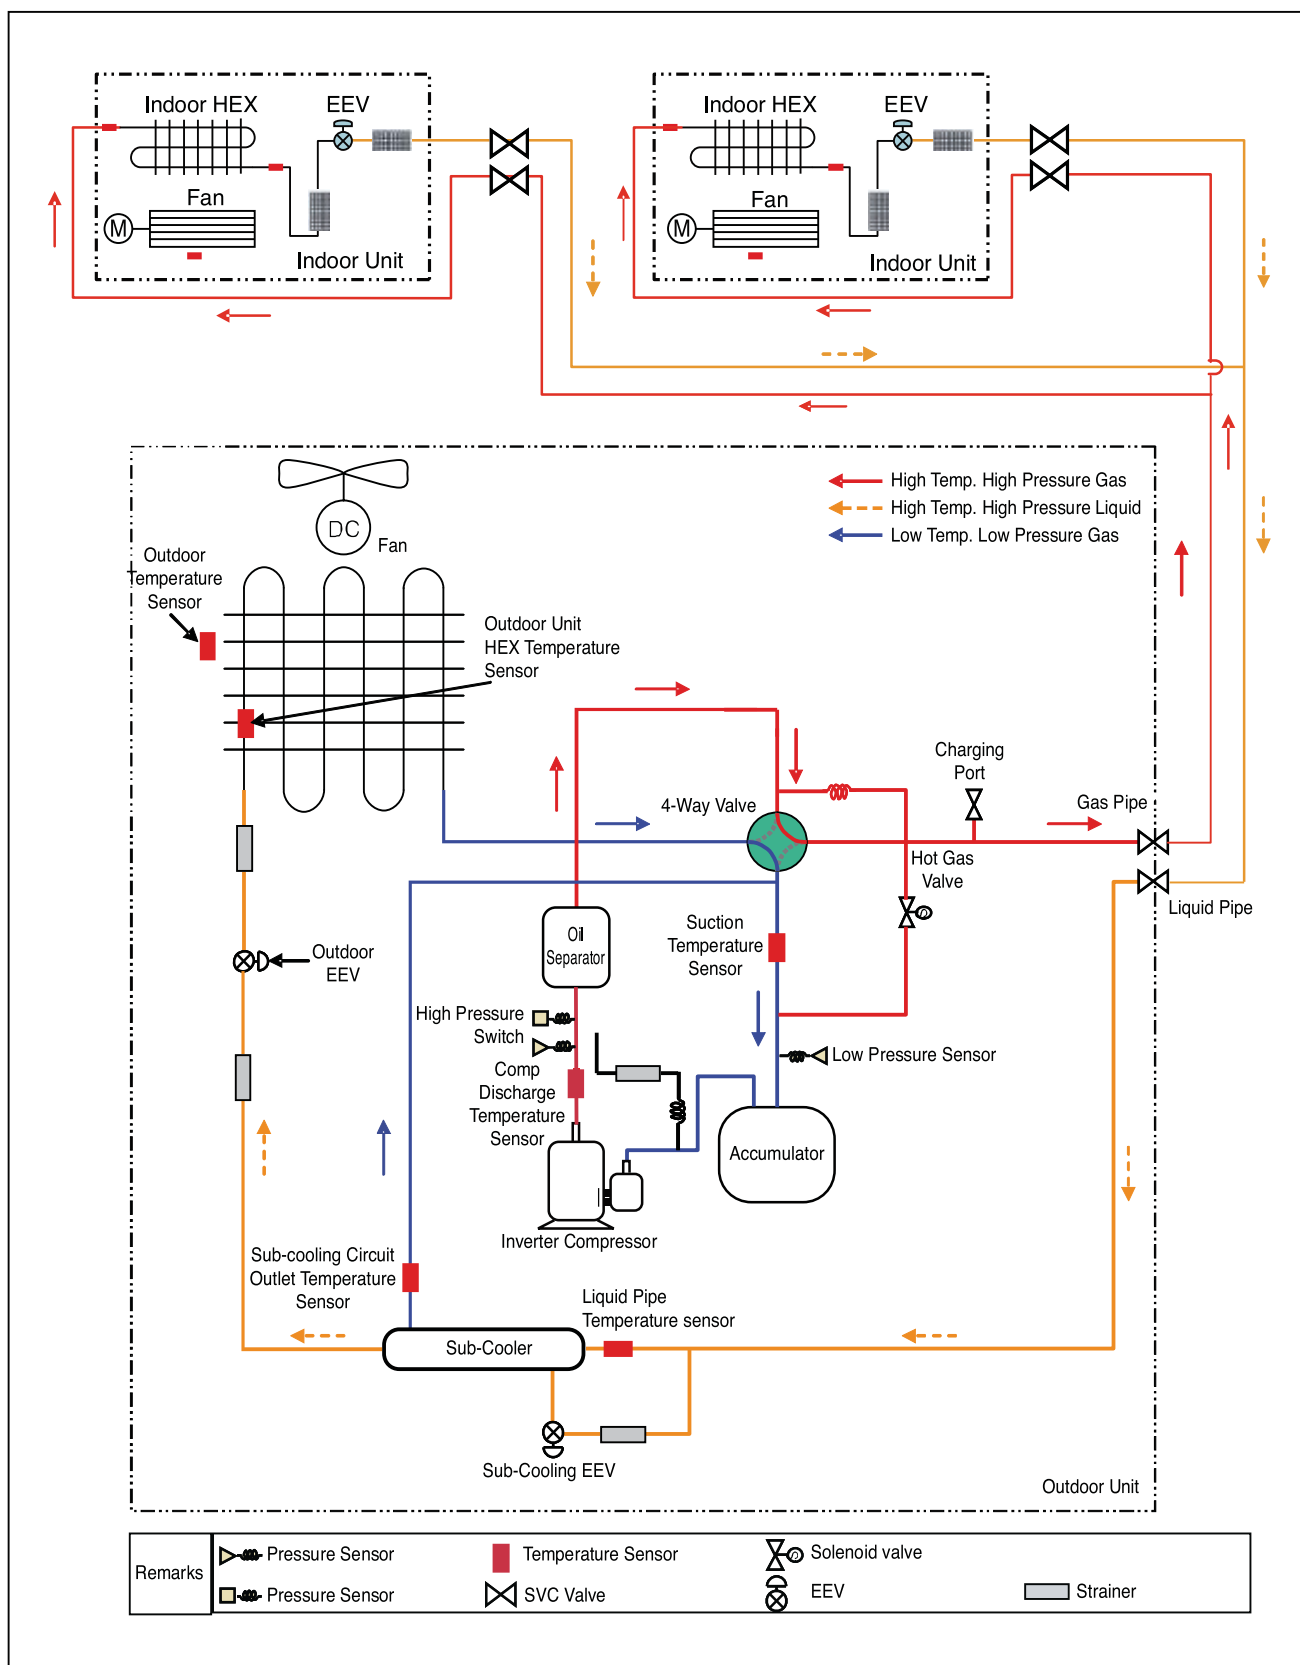 Indoor HEX
EEV
Fan
M
Indoor Unit
Indoor HEX
EEV
Fan
M
Indoor Unit
High Temp. High Pressure Gas
High Temp. High Pressure Liquid
Low Temp. Low Pressure Gas
DC
Fan
Outdoor
Temperature
Sensor
Outdoor Unit
HEX Temperature
Sensor
Charging
Port
4-Way Valve
Gas Pipe
Hot Gas
Valve
Liquid Pipe
Oil
Separator
Suction
Temperature
Sensor
Outdoor
EEV
High Pressure
Switch
Low Pressure Sensor
Comp
Discharge
Temperature
Sensor
Accumulator
Inverter Compressor
Sub-cooling Circuit
Outlet Temperature
Sensor
Liquid Pipe
Temperature sensor
Sub-Cooler
Sub-Cooling EEV
Outdoor Unit
Remarks
Pressure Sensor
Temperature Sensor
Solenoid valve
Pressure Sensor
SVC Valve
EEV
Strainer